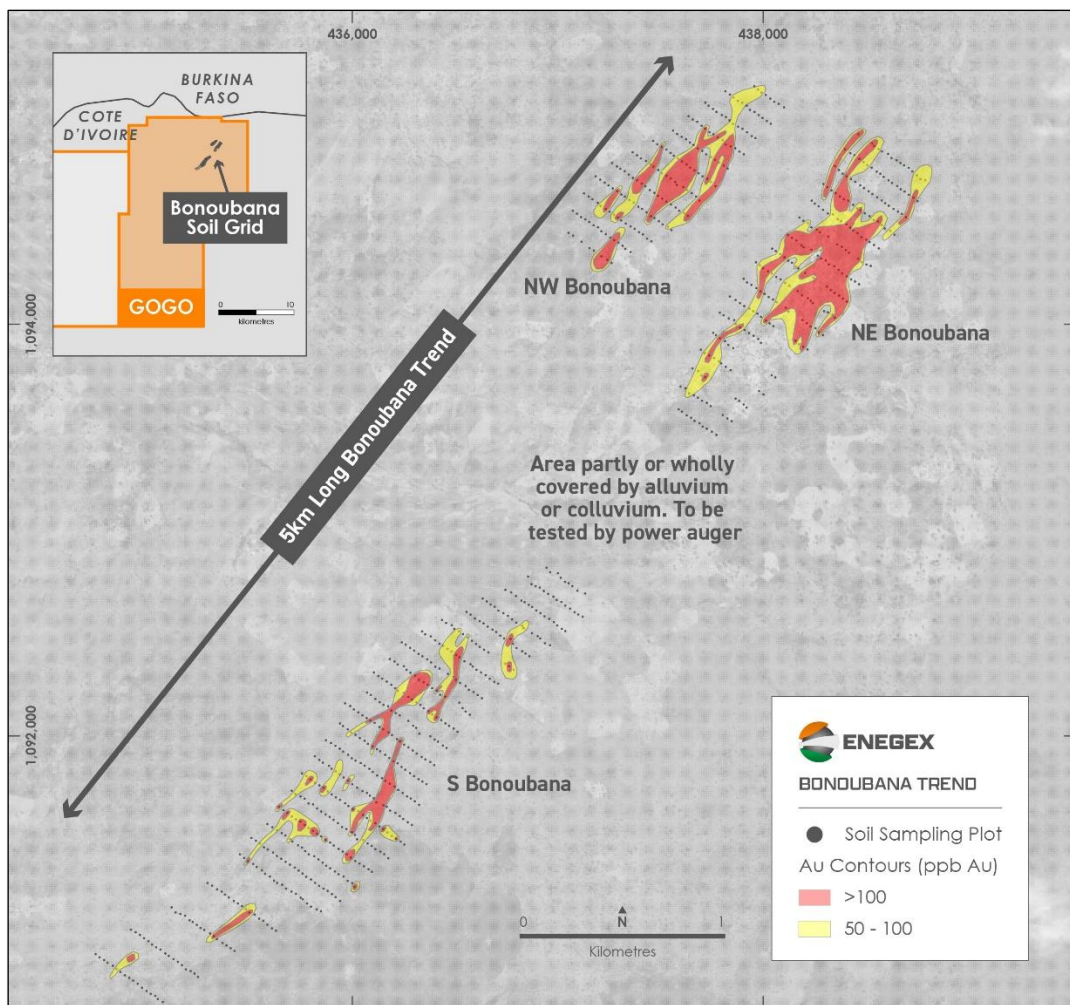 436,000
438,000
BURKINA
FASO
COTE
D'IVOIRE
Bonoubana
Soil Grid
GOGO
0 10
kilometres
1,094,000
5km Long Bonoubana Trend
NW Bonoubana
NE Bonoubana
Area partly or wholly
covered by alluvium
or colluvium. To be
tested by power auger
1,092,000
S Bonoubana
0 N 1
Kilometres
ENEGEX
BONOUBANA TREND
Soil Sampling Plot
Au Contours (ppb Au)
>100
50 - 100